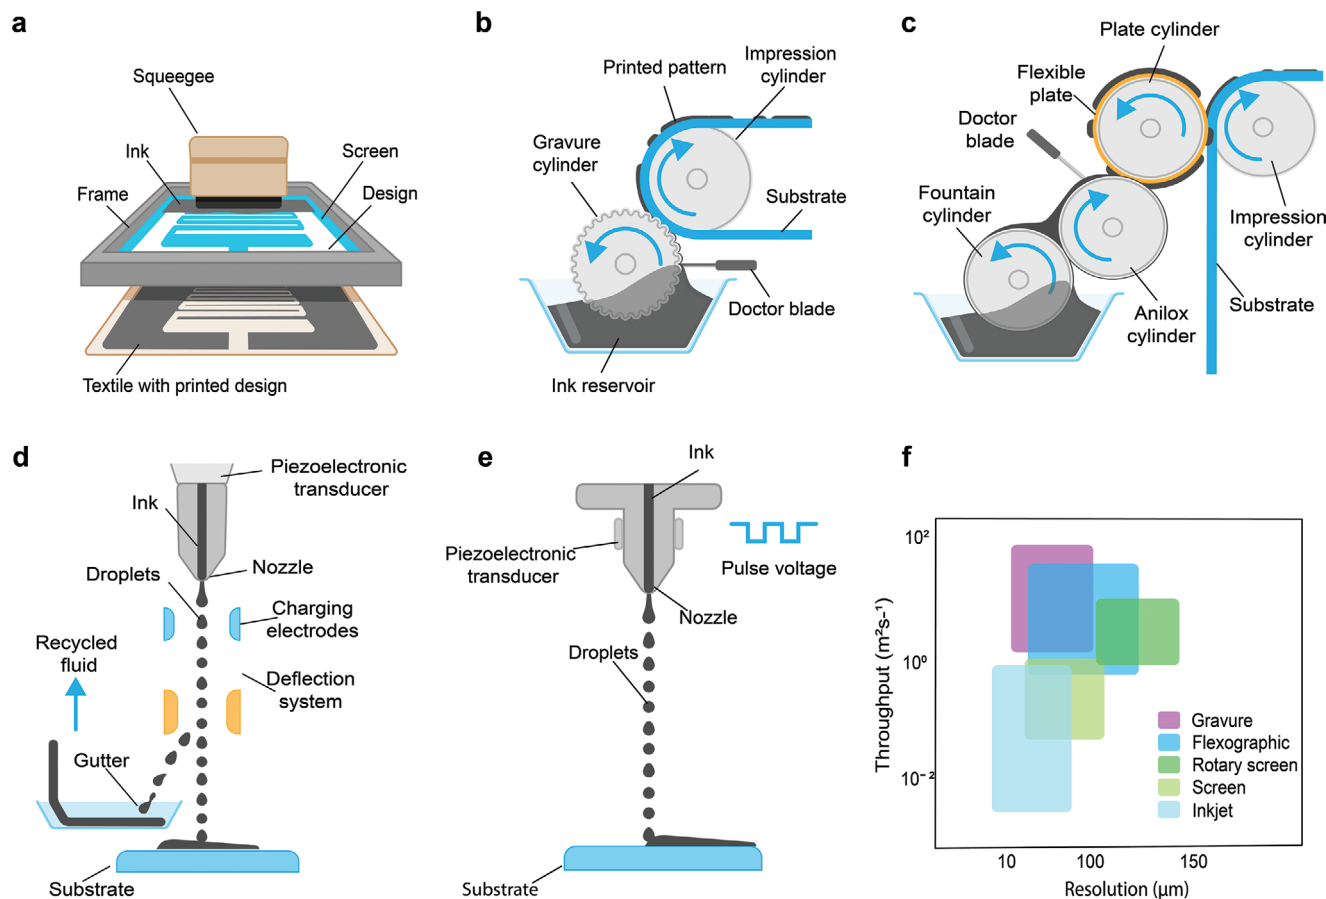 a
Squeegee
Ink
Screen
Frame
Design
Textile with printed design
b
Impression
cylinder
Printed pattern
Gravure
cylinder
Substrate
Doctor blade
Ink reservoir
c
Plate cylinder
Flexible
plate
Doctor
blade
Fountain
cylinder
Impression
cylinder
Substrate
Anilox
cylinder
d
Piezoelectronic
transducer
Ink
Nozzle
Droplets
Charging
electrodes
Recycled
fluid
Deflection
system
Gutter
Substrate
e
Ink
Piezoelectronic
transducer
Pulse voltage
Nozzle
Droplets
Substrate
f
Throughput (m²s-¹)
10²
10⁰
10⁻²
Gravure
Flexographic
Rotary screen
Screen
Inkjet
10 100 150
Resolution (μm)